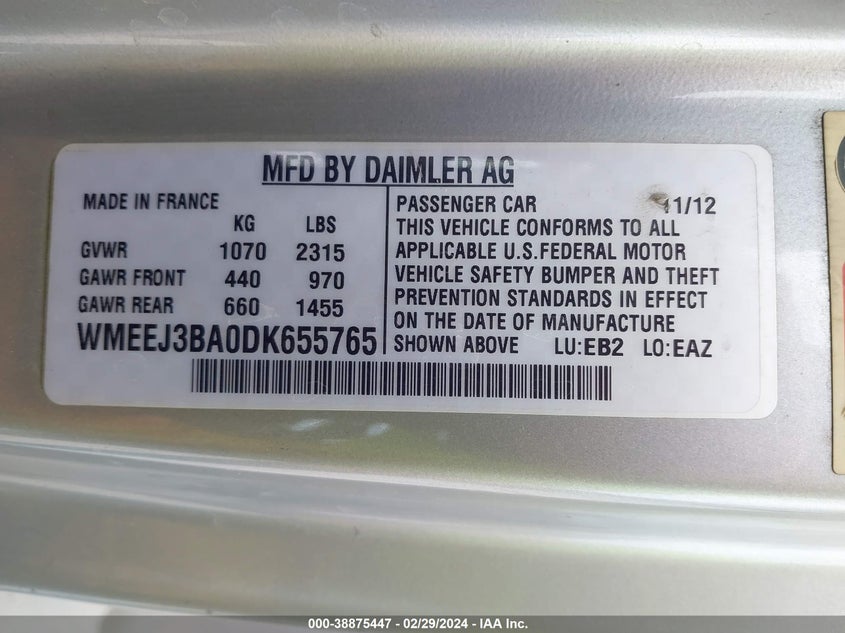 MFD BY DAIMLER AG
MADE IN FRANCE
KG LBS
GVWR 1070 2315
GAWR FRONT 440 970
GAWR REAR 660 1455
WMEEJ3BA0DK655765
PASSENGER CAR 11/12
THIS VEHICLE CONFORMS TO ALL
APPLICABLE U.S.FEDERAL MOTOR
VEHICLE SAFETY BUMPER AND THEFT
PREVENTION STANDARDS IN EFFECT
ON THE DATE OF MANUFACTURE
SHOWN ABOVE LU:EB2 LO:EAZ
000-38875447 - 02/29/2024 - IAA Inc.